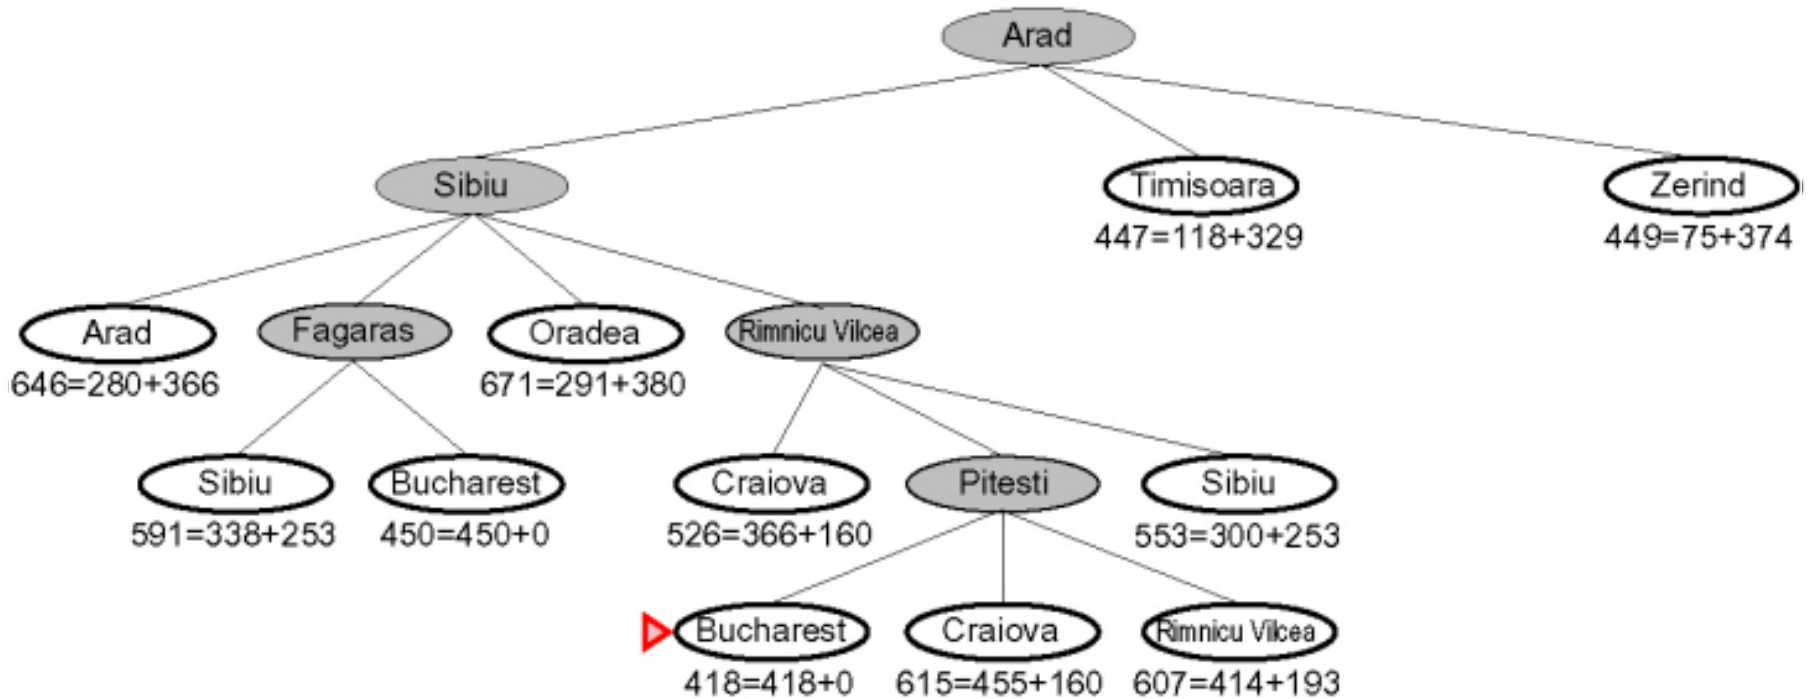 Arad
Sibiu
Timisoara
Zerind
447=118+329
449=75+374
Arad
Fagaras
Oradea
Rimnicu Vilcea
646=280+366
671=291+380
Sibiu
Bucharest
Craiova
Pitesti
Sibiu
591=338+253
450=450+0
526=366+160
553=300+253
Bucharest
Craiova
Rimnicu Vilcea
418=418+0
615=455+160
607=414+193